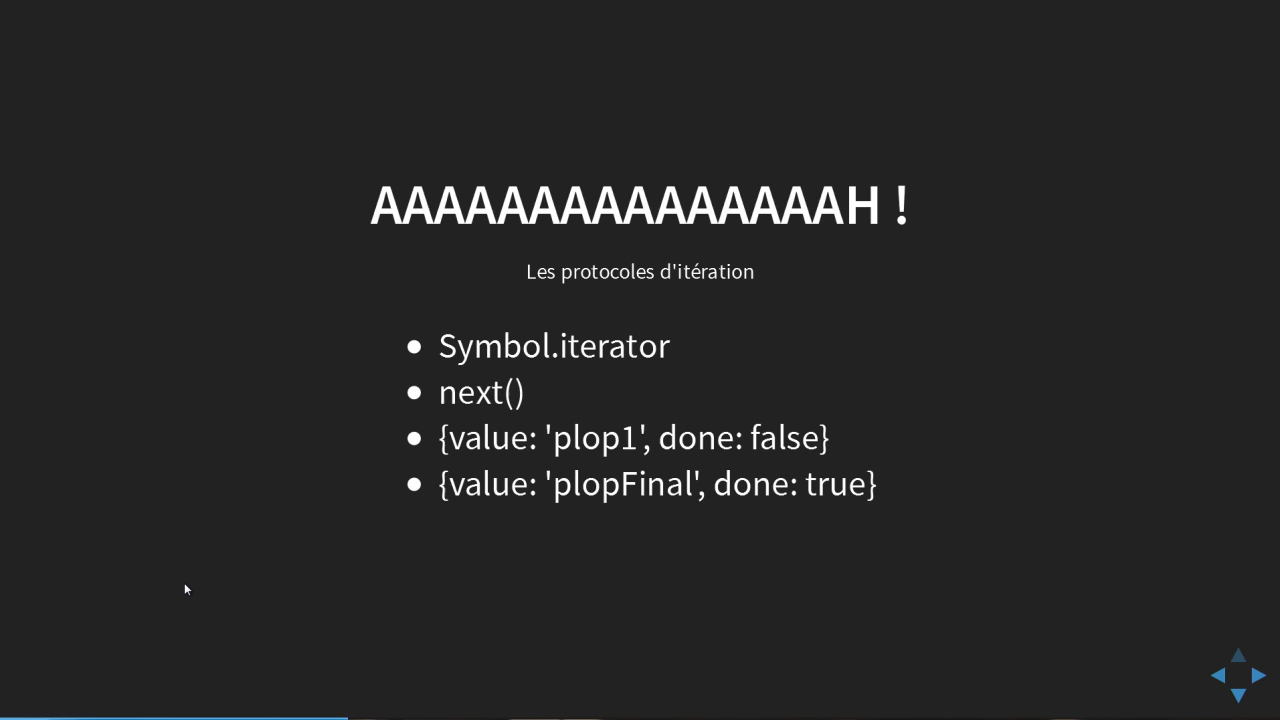 AAAAAAAAAAAAAAAH !
Les protocoles d'itération
Symbol.iterator
next()
{value: 'plop1', done: false}
{value: 'plopFinal', done: true}